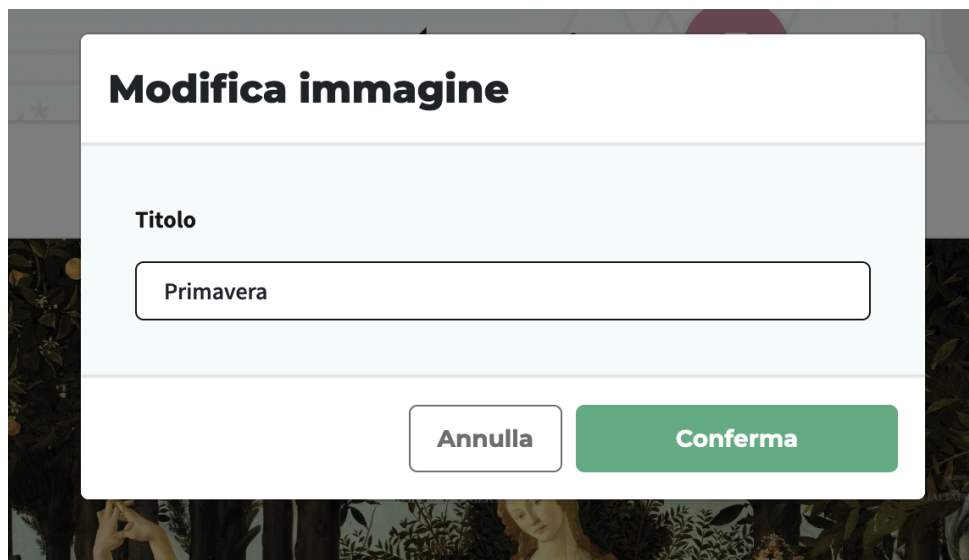 Modifica immagine
Titolo
Primavera
Annulla
Conferma